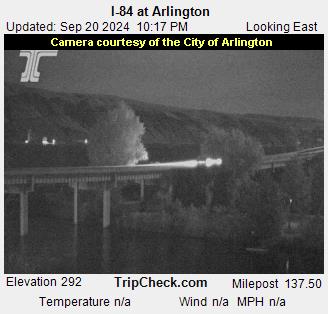 I-84 at Arlington
Updated: Sep 20 2024 10:17 PM Looking East
Camera courtesy of the City of Arlington
Elevation 292 TripCheck.com Milepost 137.50
Temperature n/a Wind n/a MPH n/a